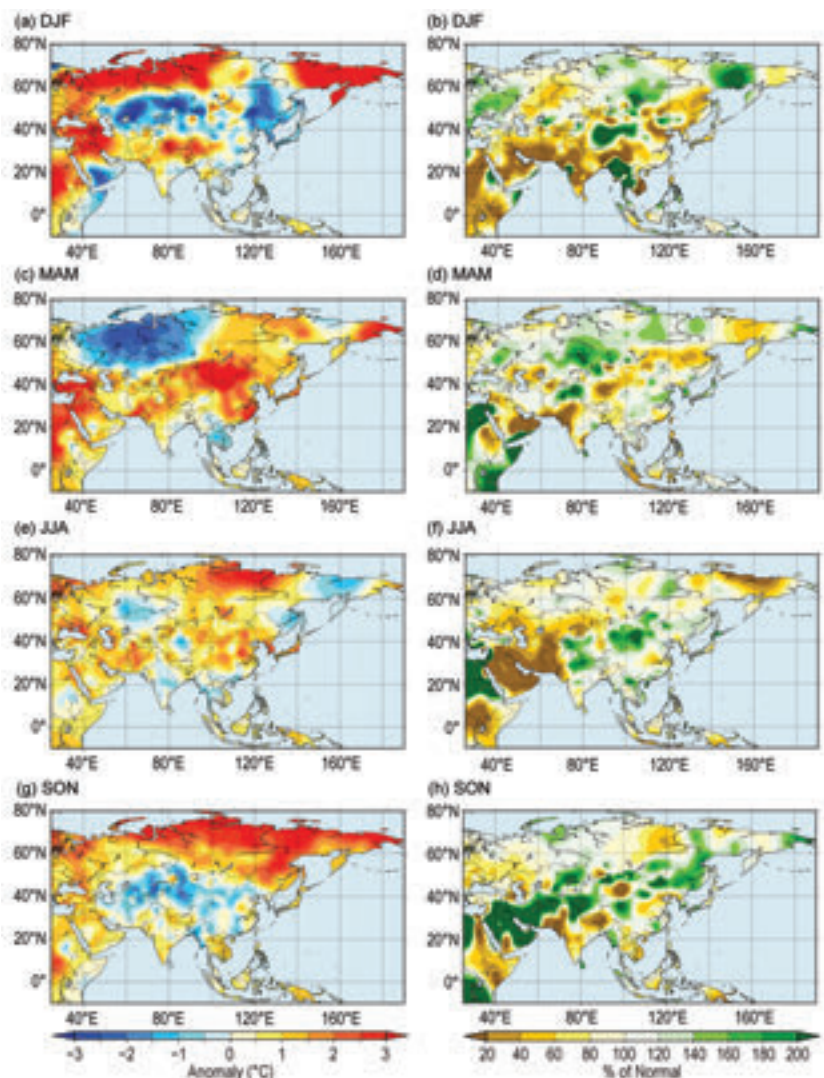 (a) DJF
(b) DJF
80°N
60°N
40°N
20°N
0°
40°E 80°E 120°E 160°E
80°N
60°N
40°N
20°N
0°
40°E 80°E 120°E 160°E
(c) MAM
(d) MAM
80°N
60°N
40°N
20°N
0°
40°E 80°E 120°E 160°E
80°N
60°N
40°N
20°N
0°
40°E 80°E 120°E 160°E
(e) JJA
(f) JJA
80°N
60°N
40°N
20°N
0°
40°E 80°E 120°E 160°E
80°N
60°N
40°N
20°N
0°
40°E 80°E 120°E 160°E
(g) SON
(h) SON
80°N
60°N
40°N
20°N
0°
40°E 80°E 120°E 160°E
80°N
60°N
40°N
20°N
0°
40°E 80°E 120°E 160°E
−3 −2 −1 0 1 2 3
Anomaly (°C)
20 40 60 80 100 120 140 160 180 200
% of Normal